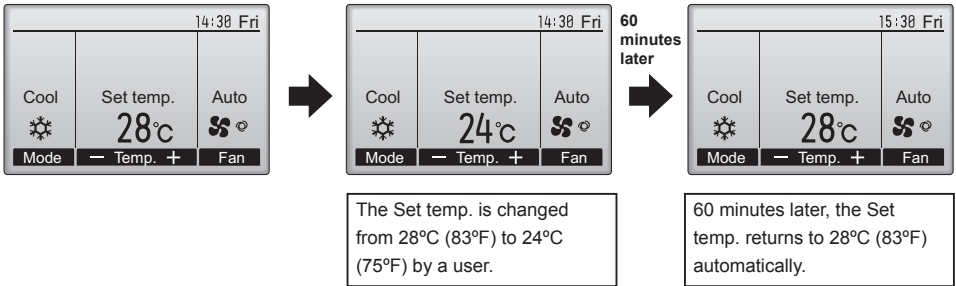 14:30 Fri
Cool Set temp. Auto
28℃
Mode − Temp. + Fan
14:30 Fri
Cool Set temp. Auto
24℃
Mode − Temp. + Fan
60
minutes
later
15:30 Fri
Cool Set temp. Auto
28℃
Mode − Temp. + Fan
The Set temp. is changed
from 28ºC (83ºF) to 24ºC
(75ºF) by a user.
60 minutes later, the Set
temp. returns to 28ºC (83ºF)
automatically.